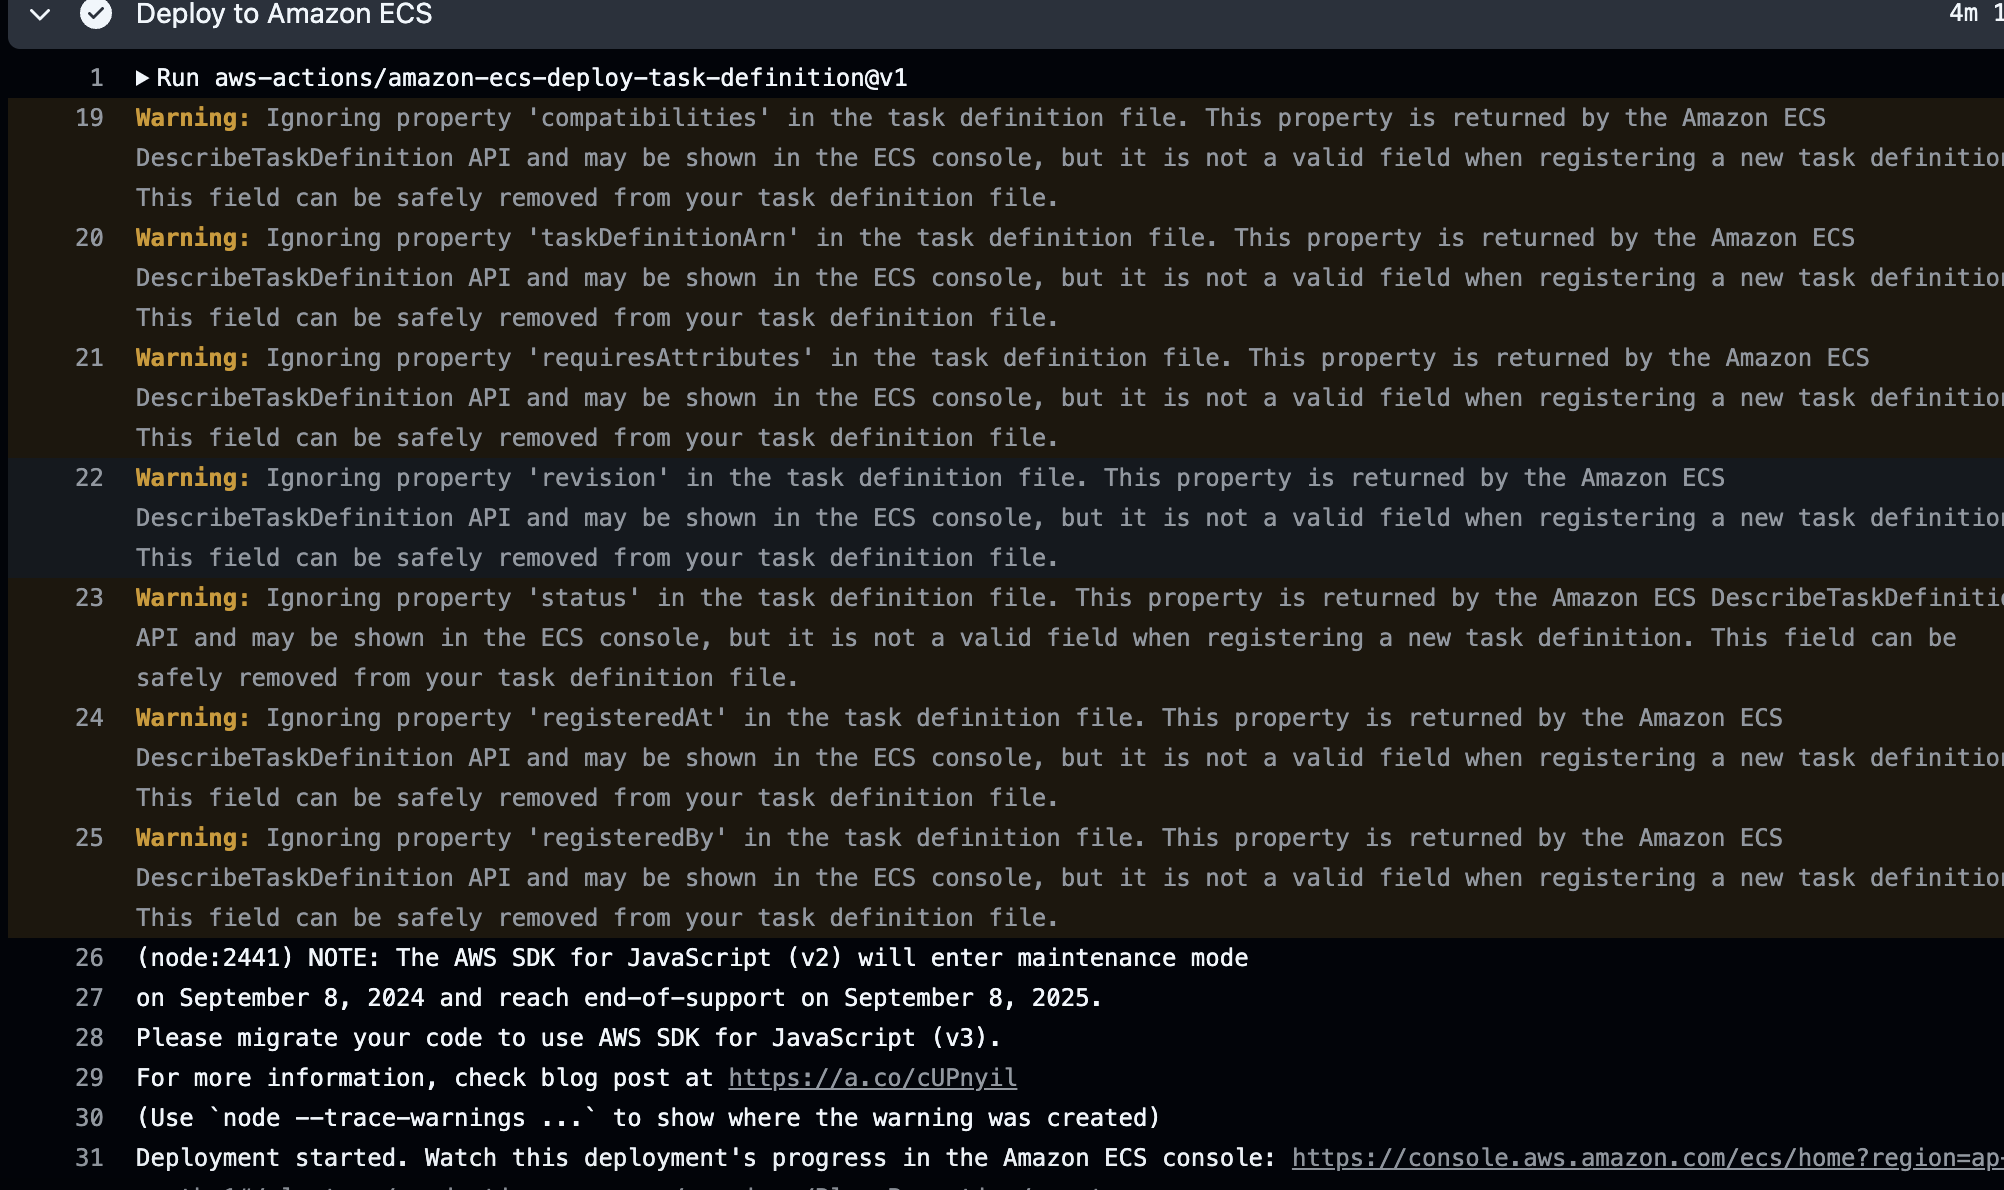 Deploy to Amazon ECS
4m 1
1 Run aws-actions/amazon-ecs-deploy-task-definition@v1
19 Warning: Ignoring property 'compatibilities' in the task definition file. This property is returned by the Amazon ECS
DescribeTaskDefinition API and may be shown in the ECS console, but it is not a valid field when registering a new task definition
This field can be safely removed from your task definition file.
20 Warning: Ignoring property 'taskDefinitionArn' in the task definition file. This property is returned by the Amazon ECS
DescribeTaskDefinition API and may be shown in the ECS console, but it is not a valid field when registering a new task definition
This field can be safely removed from your task definition file.
21 Warning: Ignoring property 'requiresAttributes' in the task definition file. This property is returned by the Amazon ECS
DescribeTaskDefinition API and may be shown in the ECS console, but it is not a valid field when registering a new task definition
This field can be safely removed from your task definition file.
22 Warning: Ignoring property 'revision' in the task definition file. This property is returned by the Amazon ECS
DescribeTaskDefinition API and may be shown in the ECS console, but it is not a valid field when registering a new task definition
This field can be safely removed from your task definition file.
23 Warning: Ignoring property 'status' in the task definition file. This property is returned by the Amazon ECS DescribeTaskDefinitio
API and may be shown in the ECS console, but it is not a valid field when registering a new task definition. This field can be
safely removed from your task definition file.
24 Warning: Ignoring property 'registeredAt' in the task definition file. This property is returned by the Amazon ECS
DescribeTaskDefinition API and may be shown in the ECS console, but it is not a valid field when registering a new task definition
This field can be safely removed from your task definition file.
25 Warning: Ignoring property 'registeredBy' in the task definition file. This property is returned by the Amazon ECS
DescribeTaskDefinition API and may be shown in the ECS console, but it is not a valid field when registering a new task definition
This field can be safely removed from your task definition file.
26 (node:2441) NOTE: The AWS SDK for JavaScript (v2) will enter maintenance mode
27 on September 8, 2024 and reach end-of-support on September 8, 2025.
28 Please migrate your code to use AWS SDK for JavaScript (v3).
29 For more information, check blog post at https://a.co/cUPnyil
30 (Use `node --trace-warnings ...` to show where the warning was created)
31 Deployment started. Watch this deployment's progress in the Amazon ECS console: https://console.aws.amazon.com/ecs/home?region=ap-